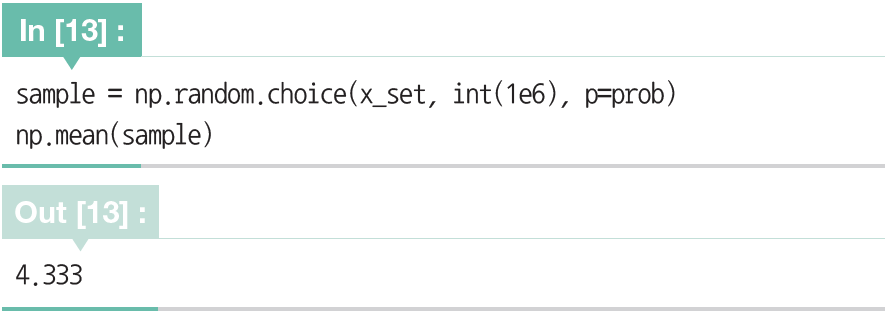 In [13] :
sample = np.random.choice(x_set, int(1e6), p=prob)
np.mean(sample)
Out [13] :
4.333